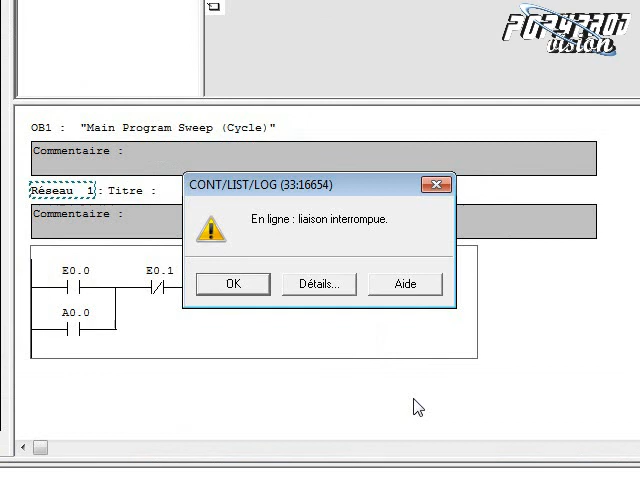 vision
OB1 : "Main Program Sweep (Cycle)"
Commentaire :
Réseau 1: Titre :
Commentaire :
CONT/LIST/LOG (33:16654)
En ligne : liaison interrompue.
OK Détails... Aide
E0.0 E0.1
A0.0